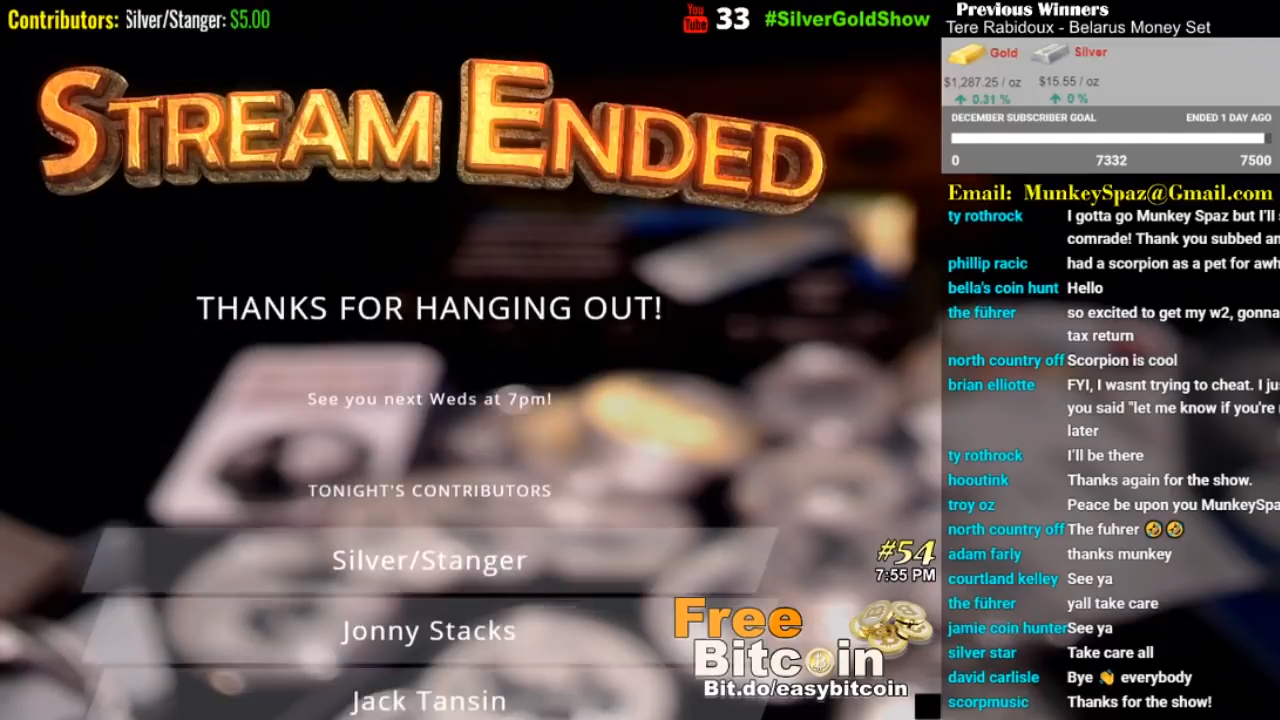 Contributors: Silver/Stanger: $5.00
You Tube 33 #SilverGoldShow
STREAM ENDED
THANKS FOR HANGING OUT!
See you next Weds at 7pm!
TONIGHT'S CONTRIBUTORS
Silver/Stanger
Jonny Stacks
Jack Tansin
#54
7:55 PM
Free
Bitcoin
Bit.do/easybitcoin
Previous Winners
Tere Rabidoux - Belarus Money Set
Gold Silver
$1,287.25 / oz $15.55 / oz
0.31 % 0 %
DECEMBER SUBSCRIBER GOAL ENDED 1 DAY AGO
0 7332 7500
Email: MunkeySpaz@Gmail.com
ty rothrock I gotta go Munkey Spaz but I'll
comrade! Thank you subbed an
phillip racic had a scorpion as a pet for awh
bella's coin hunt Hello
the führer so excited to get my w2, gonna
tax return
north country off Scorpion is cool
brian elliotte FYI, I wasnt trying to cheat. I ju
you said "let me know if you're
later
ty rothrock I'll be there
hooutink Thanks again for the show.
troy oz Peace be upon you MunkeySpa
north country off The fuhrer 🤣🤣
adam farly thanks munkey
courtland kelley See ya
the führer yall take care
jamie coin hunter See ya
silver star Take care all
david carlisle Bye 👋 everybody
scorpmusic Thanks for the show!